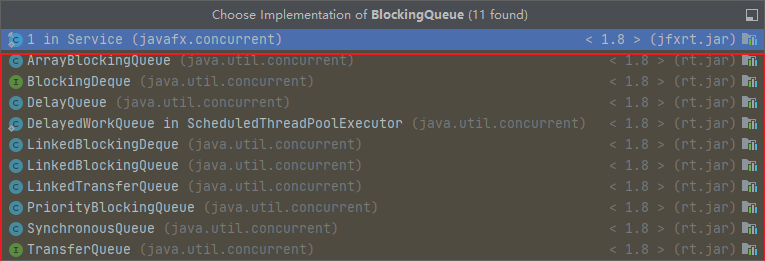 Choose Implementation of BlockingQueue (11 found)
1 in Service (javafx.concurrent) < 1.8 > (jfxrt.jar)
ArrayBlockingQueue (java.util.concurrent) < 1.8 > (rt.jar)
BlockingDeque (java.util.concurrent) < 1.8 > (rt.jar)
DelayQueue (java.util.concurrent) < 1.8 > (rt.jar)
DelayedWorkQueue in ScheduledThreadPoolExecutor (java.util.concurrent) < 1.8 > (rt.jar)
LinkedBlockingDeque (java.util.concurrent) < 1.8 > (rt.jar)
LinkedBlockingQueue (java.util.concurrent) < 1.8 > (rt.jar)
LinkedTransferQueue (java.util.concurrent) < 1.8 > (rt.jar)
PriorityBlockingQueue (java.util.concurrent) < 1.8 > (rt.jar)
SynchronousQueue (java.util.concurrent) < 1.8 > (rt.jar)
TransferQueue (java.util.concurrent) < 1.8 > (rt.jar)